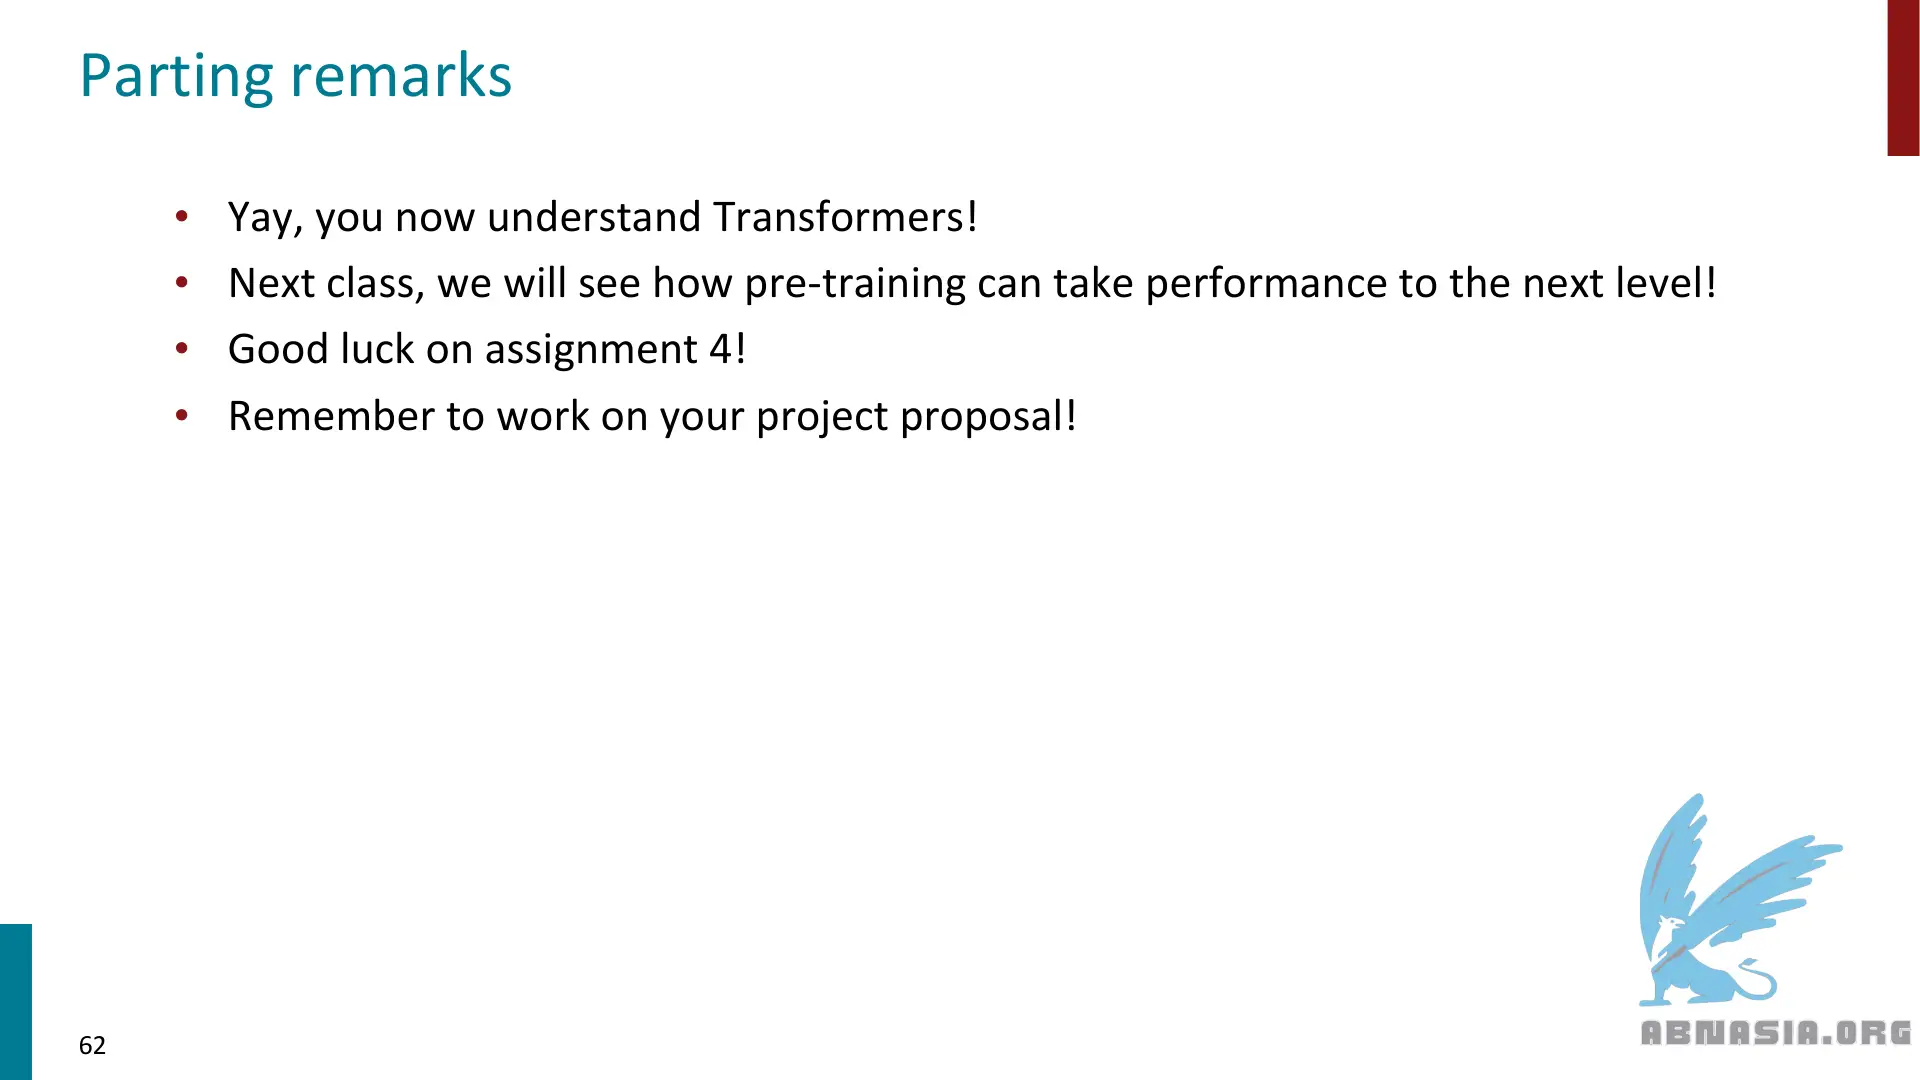 Parting remarks
• Yay, you now understand Transformers!
• Next class, we will see how pre-training can take performance to the next level!
• Good luck on assignment 4!
• Remember to work on your project proposal!
62
ABNASIA.ORG